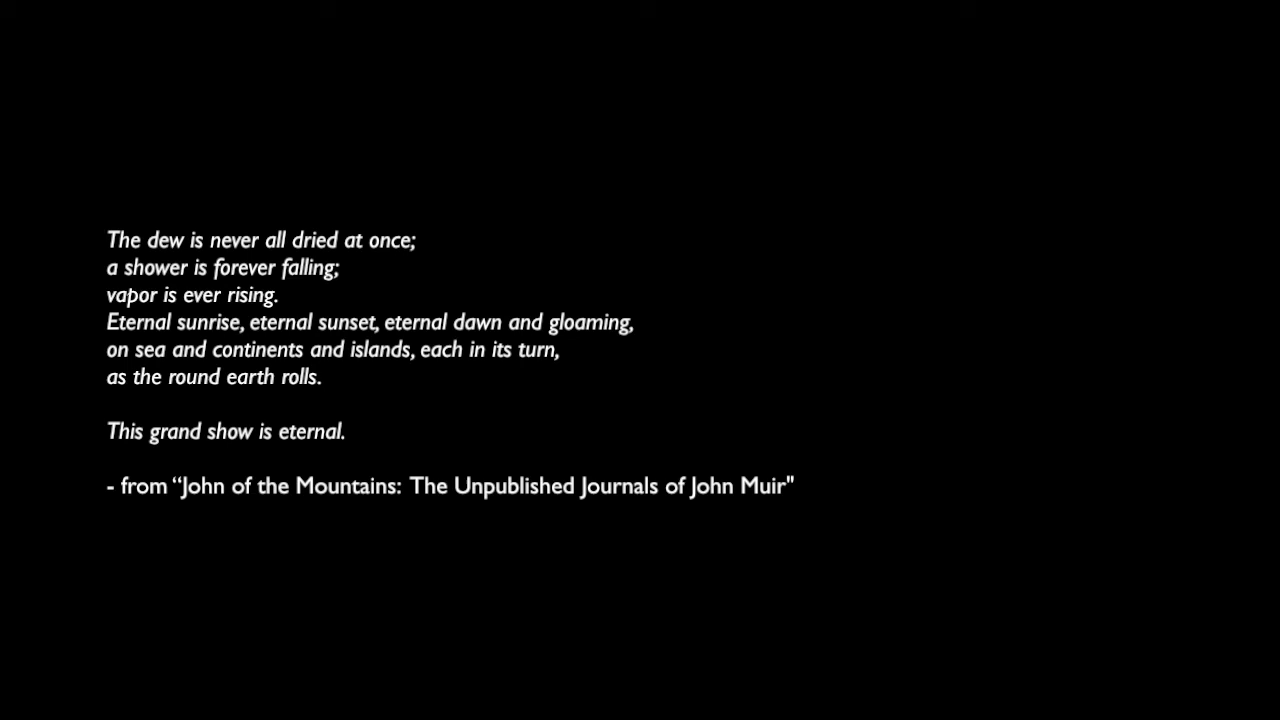 The dew is never all dried at once;
a shower is forever falling;
vapor is ever rising.
Eternal sunrise, eternal sunset, eternal dawn and gloaming,
on sea and continents and islands, each in its turn,
as the round earth rolls.
This grand show is eternal.
- from “John of the Mountains: The Unpublished Journals of John Muir"